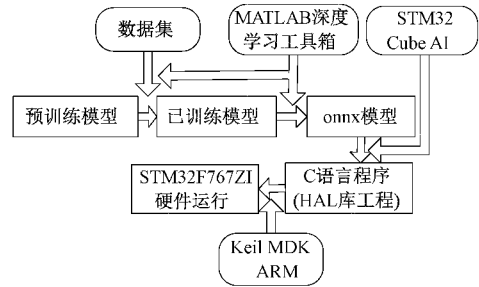 数据集
MATLAB深度
学习工具箱
STM32
Cube AI
预训练模型
已训练模型
onnx模型
STM32F767ZI
硬件运行
C语言程序
(HAL库工程)
Keil MDK
ARM